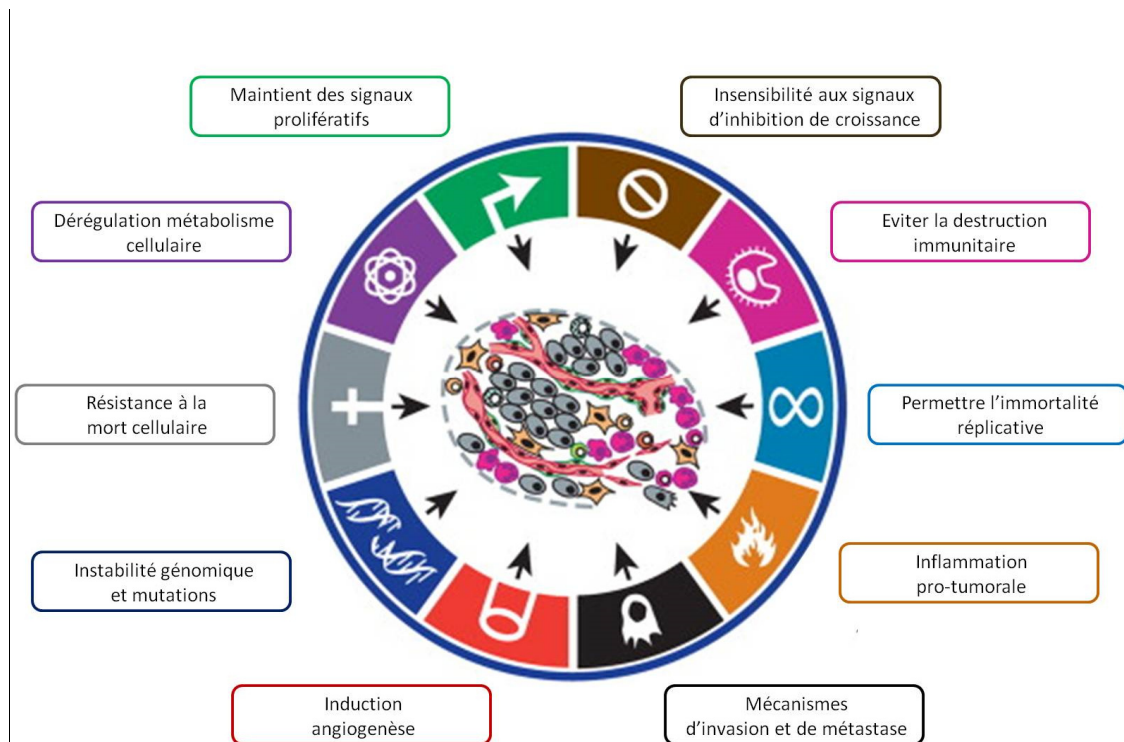 Maintient des signaux
prolifératifs
Insensibilité aux signaux
d’inhibition de croissance
Dérégulation métabolisme
cellulaire
Eviter la destruction
immunitaire
Résistance à la
mort cellulaire
Permettre l’immortalité
réplicative
Instabilité génomique
et mutations
Inflammation
pro-tumorale
Induction
angiogenèse
Mécanismes
d’invasion et de métastase